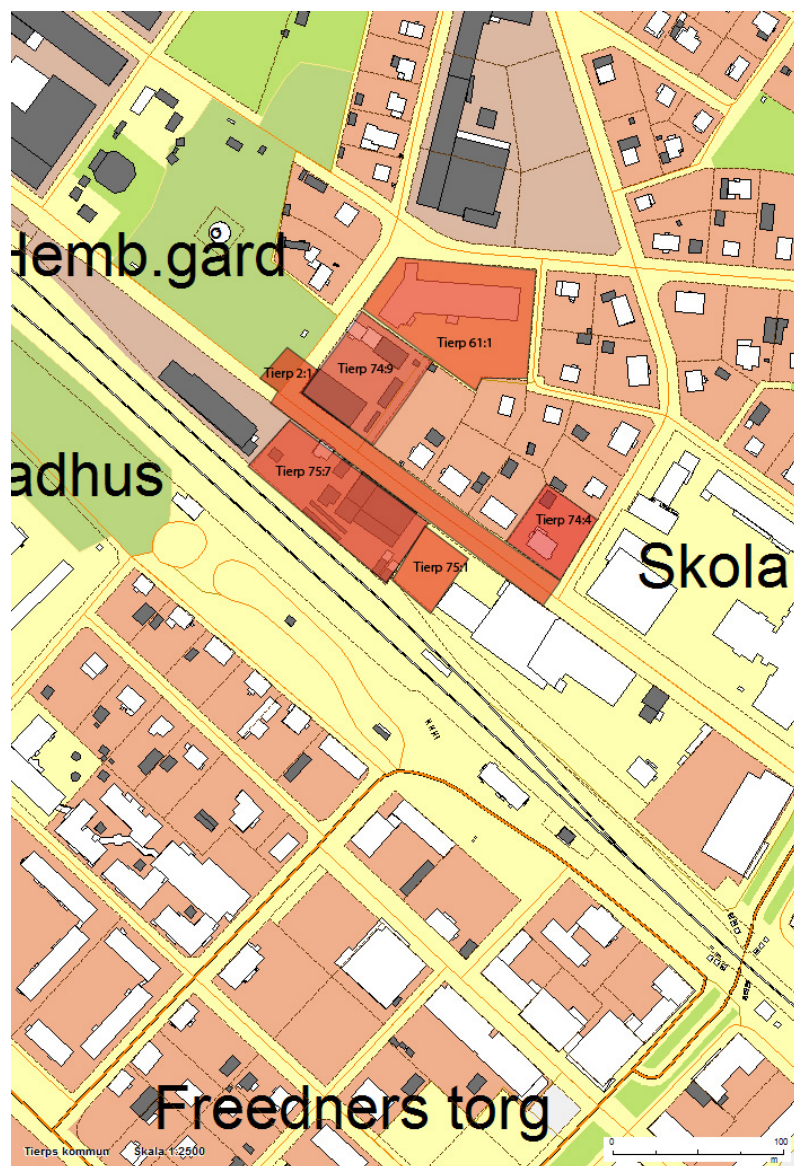 Hemb.gård
Tierp 61:1
Tierp 74:9
Tierp 2:1
adhus
Tierp 75:7
Tierp 74:4
Skola
Tierp 75:1
Freedners torg
Tierps kommun Skala 1:2500
0 100
m